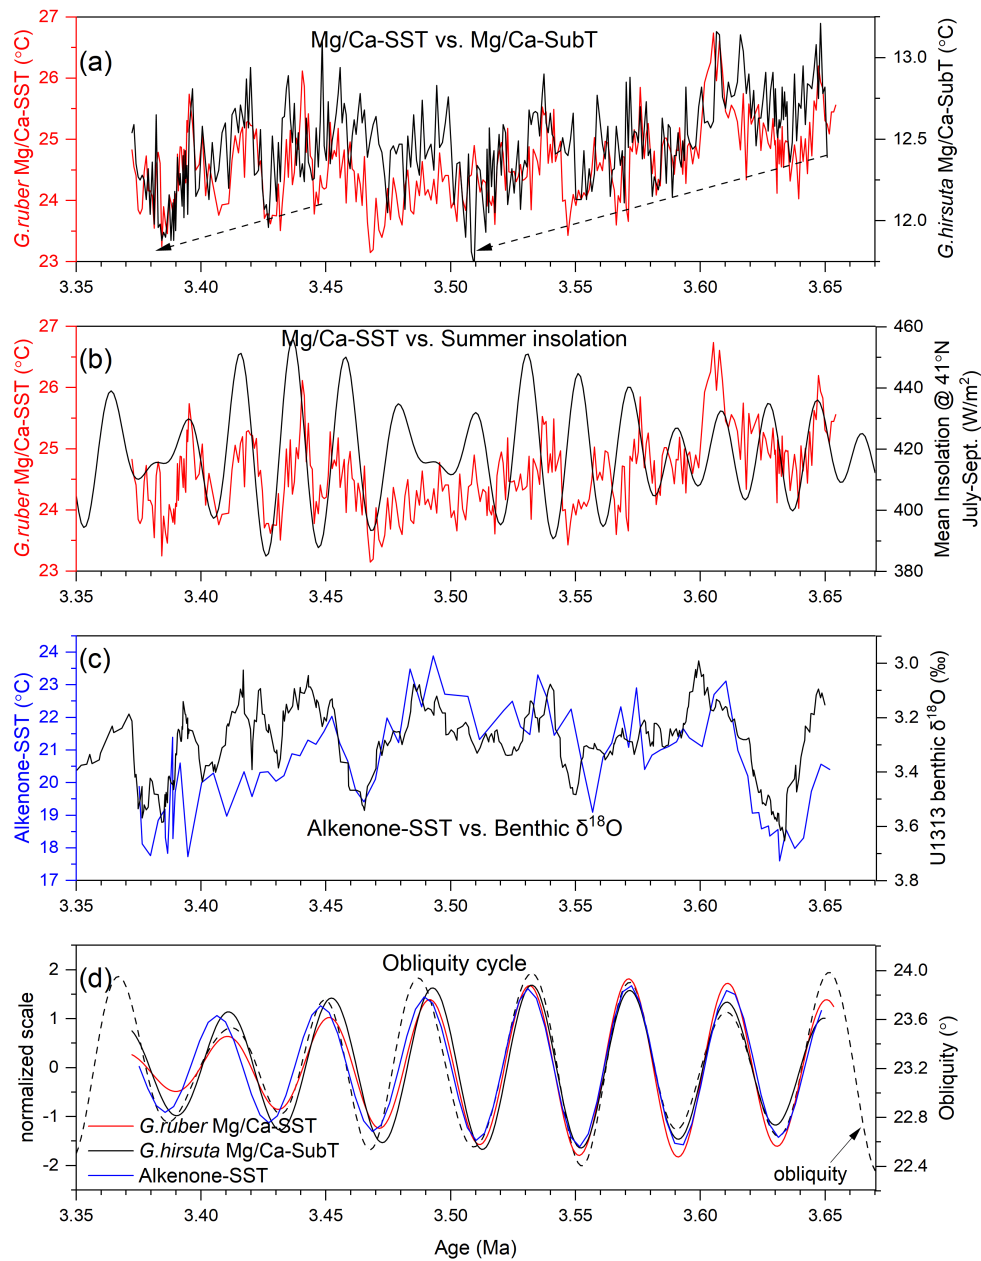 Mg/Ca-SST vs. Mg/Ca-SubT
(a)
G.ruber Mg/Ca-SST (°C)
27
26
25
24
23
G.hirsuta Mg/Ca-SubT (°C)
13.0
12.5
12.0
3.35 3.40 3.45 3.50 3.55 3.60 3.65
Mg/Ca-SST vs. Summer insolation
(b)
G.ruber Mg/Ca-SST (°C)
27
26
25
24
23
Mean Insolation @ 41°N
July-Sept. (W/m²)
460
440
420
400
380
3.35 3.40 3.45 3.50 3.55 3.60 3.65
(c)
Alkenone-SST (°C)
24
23
22
21
20
19
18
17
U1313 benthic δ¹⁸O (‰)
3.0
3.2
3.4
3.6
3.8
Alkenone-SST vs. Benthic δ¹⁸O
3.35 3.40 3.45 3.50 3.55 3.60 3.65
Obliquity cycle
(d)
normalized scale
2
1
0
-1
-2
Obliquity (°)
24.0
23.6
23.2
22.8
22.4
G.ruber Mg/Ca-SST
G.hirsuta Mg/Ca-SubT
Alkenone-SST
obliquity
3.35 3.40 3.45 3.50 3.55 3.60 3.65
Age (Ma)